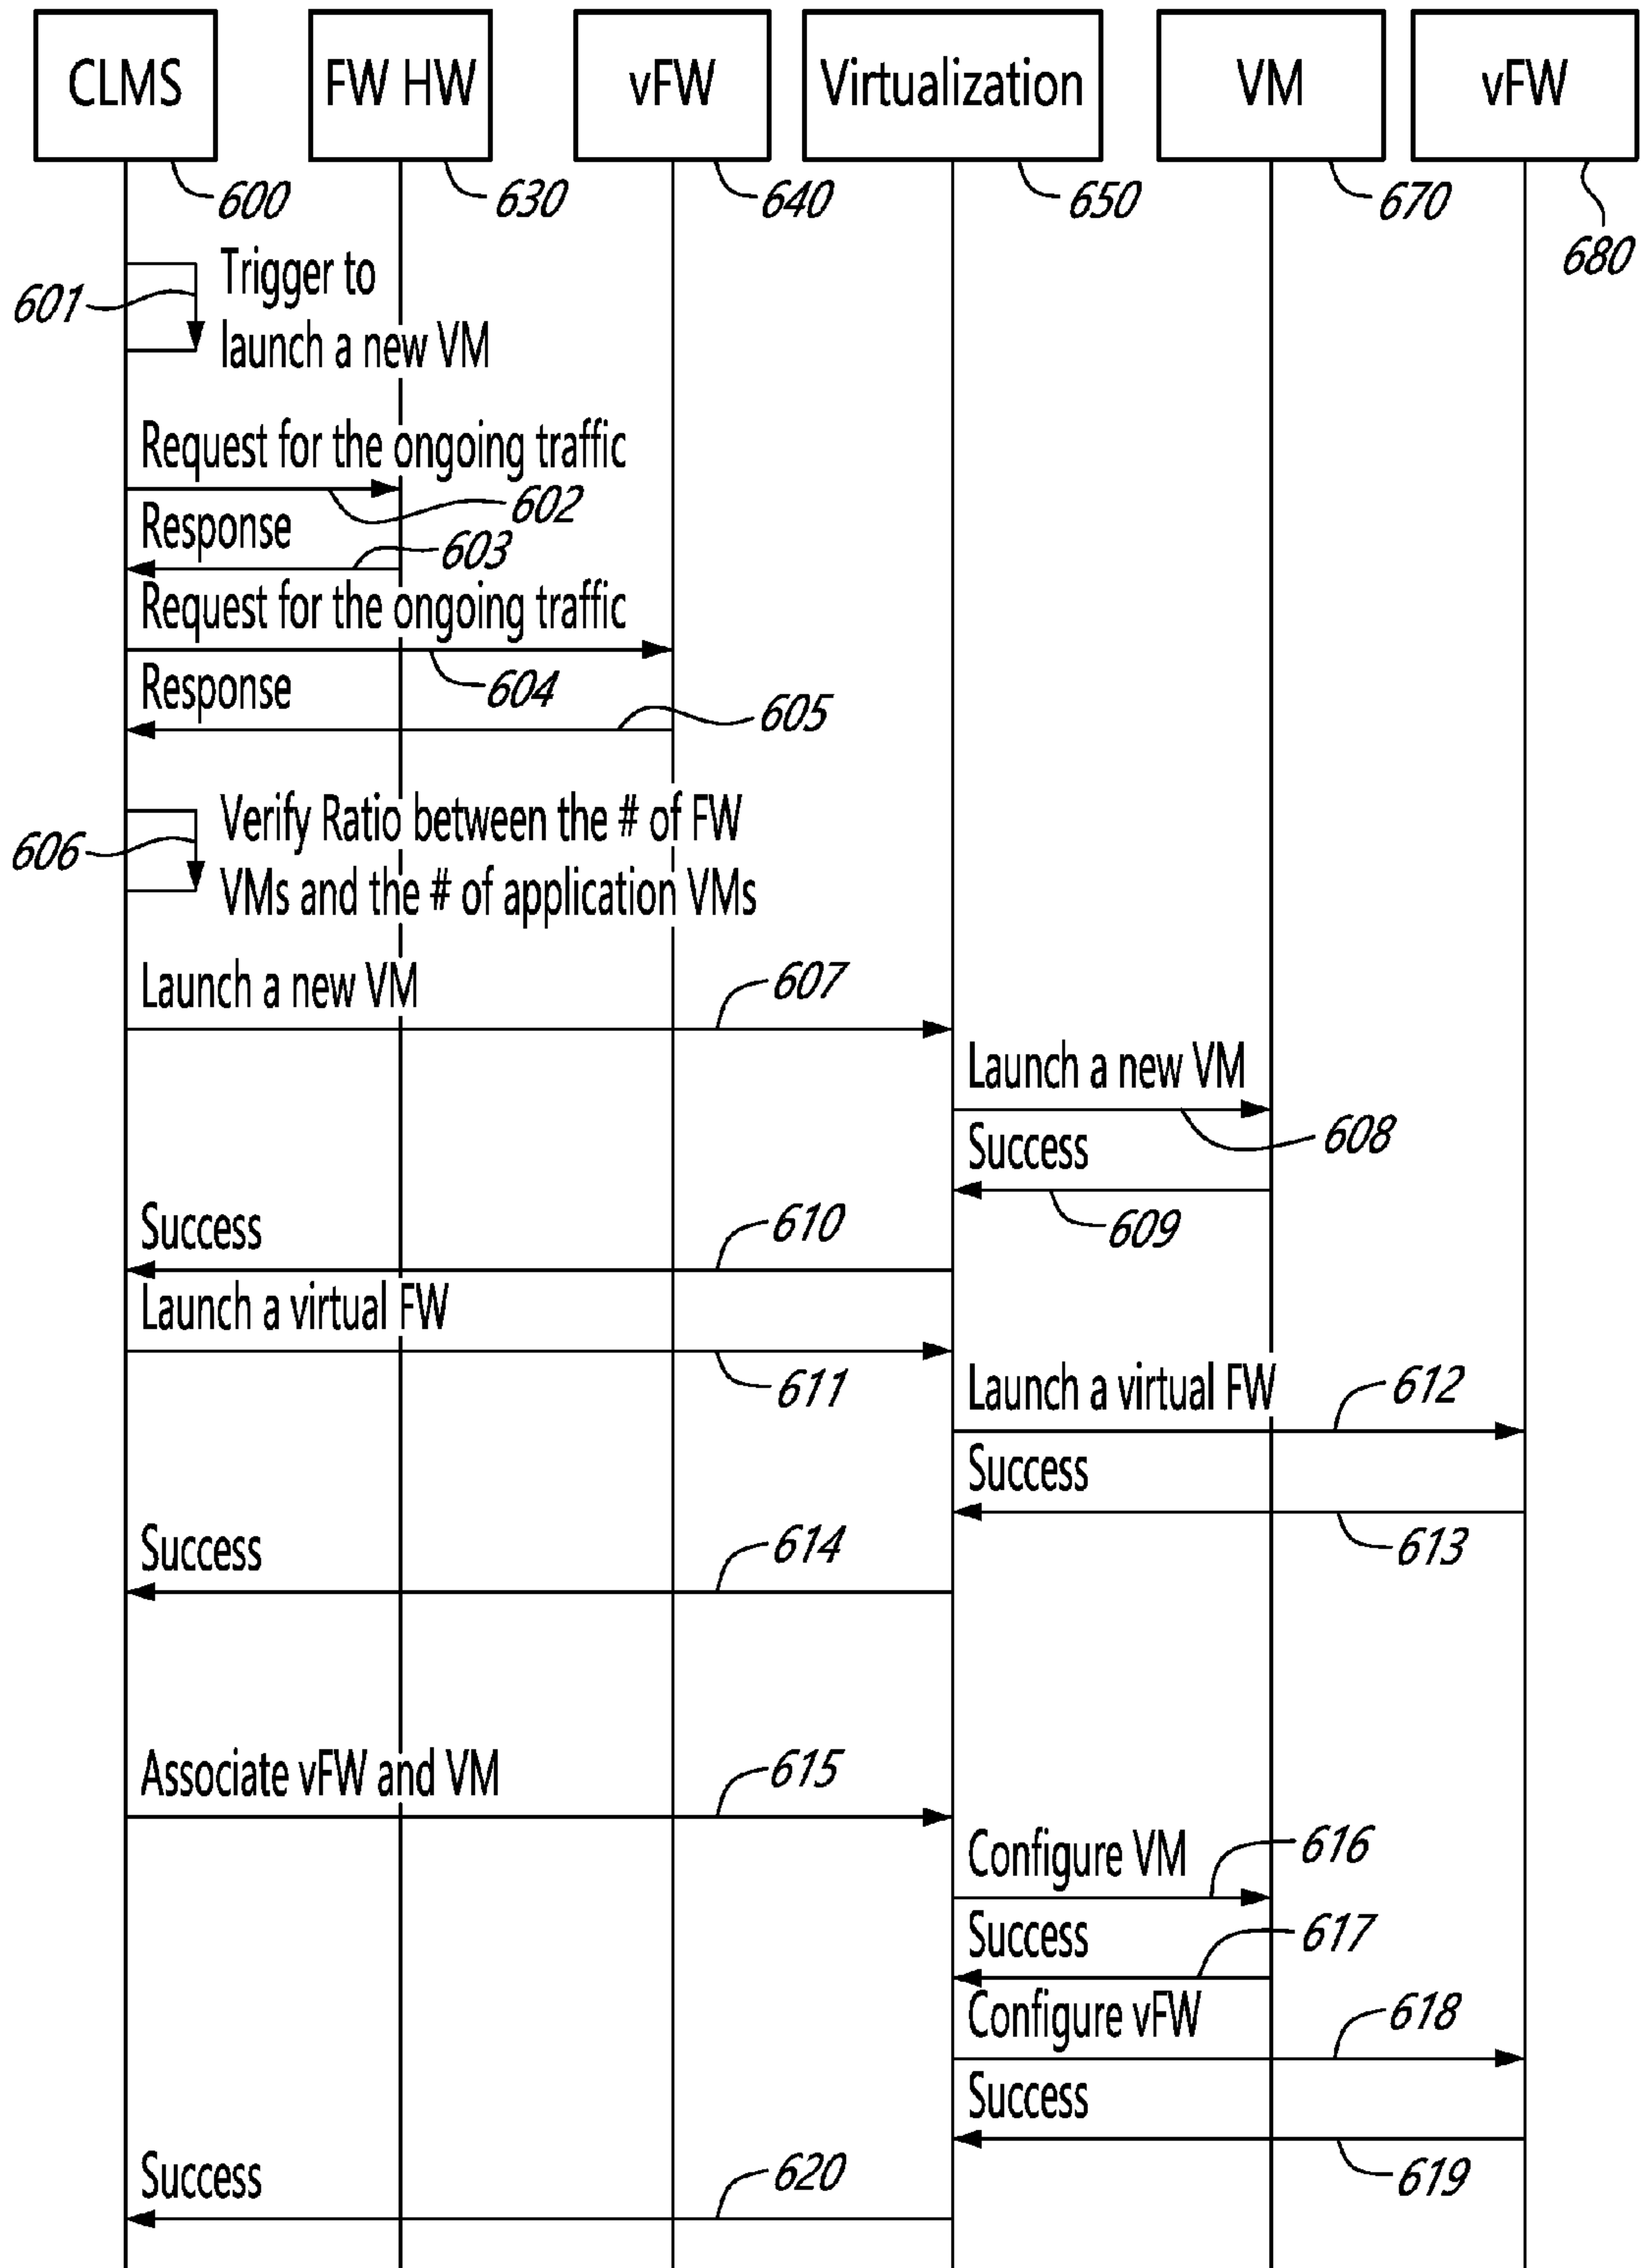 CLMS
FW HW
vFW
Virtualization
VM
vFW
600
630
640
650
670
680
601
Trigger to
launch a new VM
Request for the ongoing traffic
602
Response
603
Request for the ongoing traffic
604
Response
605
606
Verify Ratio between the # of FW
VMs and the # of application VMs
Launch a new VM
607
Launch a new VM
608
Success
609
Success
610
Launch a virtual FW
611
Launch a virtual FW
612
Success
613
Success
614
Associate vFW and VM
615
Configure VM
616
Success
617
Configure vFW
618
Success
619
Success
620